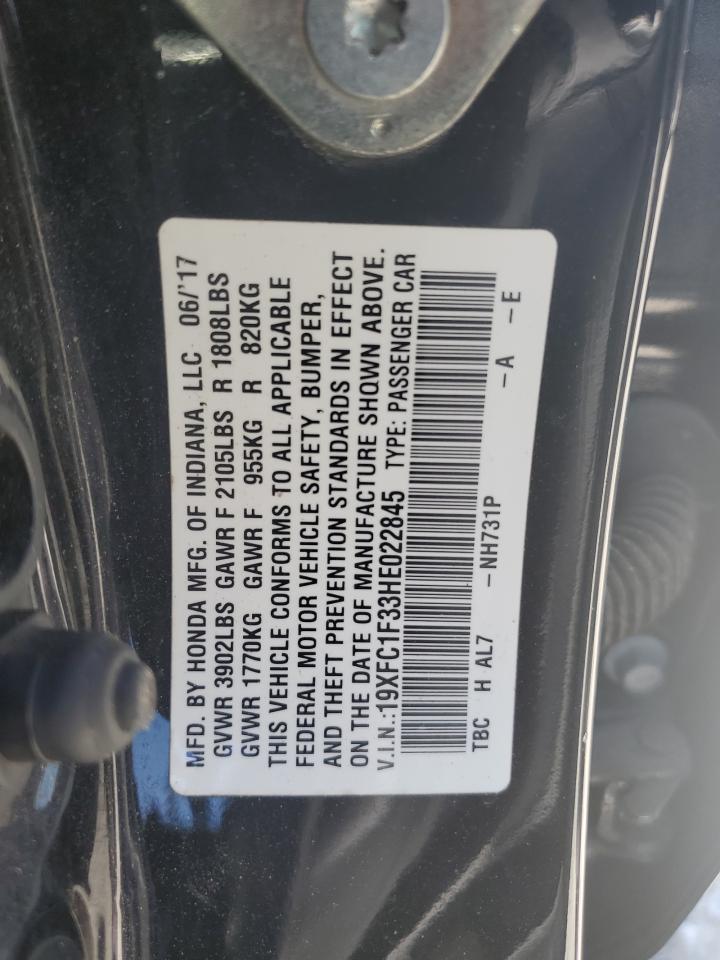 MFD. BY HONDA MFG. OF INDIANA, LLC 06/'17
GVWR 3902LBS GAWR F 2105LBS R 1808LBS
GVWR 1770KG GAWR F 955KG R 820KG
THIS VEHICLE CONFORMS TO ALL APPLICABLE
FEDERAL MOTOR VEHICLE SAFETY, BUMPER,
AND THEFT PREVENTION STANDARDS IN EFFECT
ON THE DATE OF MANUFACTURE SHOWN ABOVE.
V.I.N.:19XFC1F33HE022845 TYPE: PASSENGER CAR
TBC H AL7 -NH731P -A -E